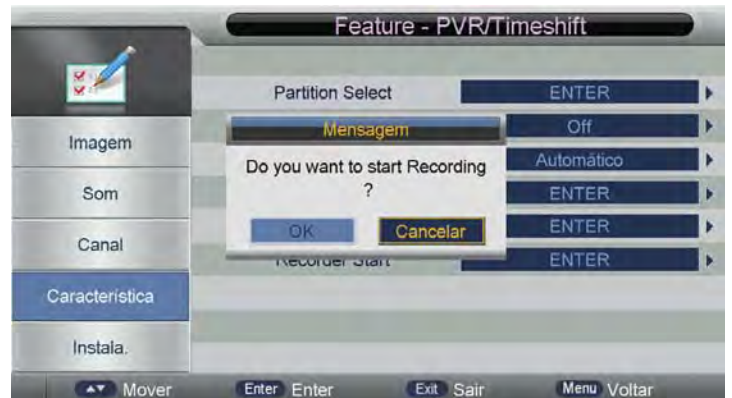 Feature - PVR/Timeshift
Partition Select ENTER
Off
Automático
ENTER
ENTER
Recorder Start ENTER
Mensagem
Do you want to start Recording
?
OK Cancelar
Imagem
Som
Canal
Característica
Instala.
Mover Enter Enter Exit Sair Menu Voltar